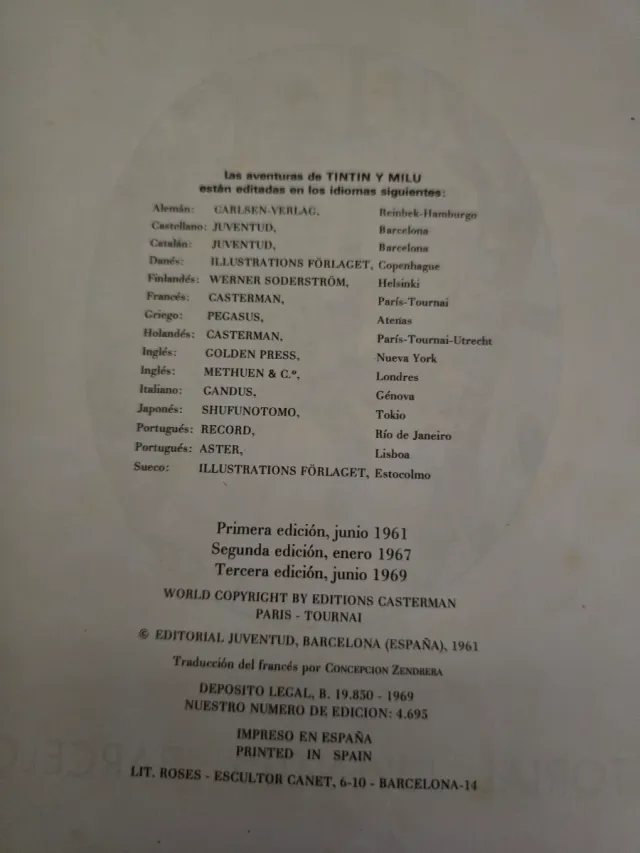 Las aventuras de TINTIN Y MILU
están editadas en los idiomas siguientes:
Alemán: CARLSEN-VERLAG, Reinbek-Hamburgo
Castellano: JUVENTUD, Barcelona
Catalán: JUVENTUD, Barcelona
Danés: ILLUSTRATIONS FÖRLAGET, Copenhague
Finlandés: WERNER SODERSTRÖM, Helsinki
Francés: CASTERMAN, París-Tournai
Griego: PEGASUS, Atenas
Holandés: CASTERMAN, París-Tournai-Utrecht
Inglés: GOLDEN PRESS, Nueva York
Inglés: METHUEN & C.º, Londres
Italiano: GANDUS, Génova
Japonés: SHUFUNOTOMO, Tokio
Portugués: RECORD, Río de Janeiro
Portugués: ASTER, Lisboa
Sueco: ILLUSTRATIONS FÖRLAGET, Estocolmo
Primera edición, junio 1961
Segunda edición, enero 1967
Tercera edición, junio 1969
WORLD COPYRIGHT BY EDITIONS CASTERMAN
PARIS - TOURNAI
© EDITORIAL JUVENTUD, BARCELONA (ESPAÑA), 1961
Traducción del francés por CONCEPCION ZENDRERA
DEPOSITO LEGAL, B. 19.850 - 1969
NUESTRO NUMERO DE EDICION: 4.695
IMPRESO EN ESPAÑA
PRINTED IN SPAIN
LIT. ROSES - ESCULTOR CANET, 6-10 - BARCELONA-14